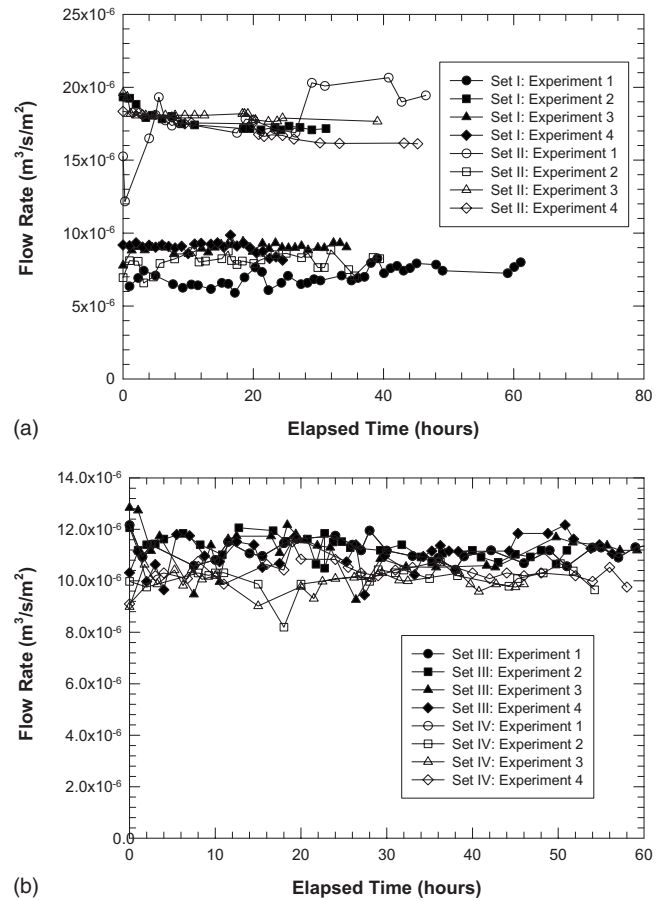 25x10-6
20x10-6
15x10-6
10x10-6
5x10-6
0
Flow Rate (m3/s/m2)
Set I: Experiment 1
Set I: Experiment 2
Set I: Experiment 3
Set I: Experiment 4
Set II: Experiment 1
Set II: Experiment 2
Set II: Experiment 3
Set II: Experiment 4
0 20 40 60 80
(a) Elapsed Time (hours)
14.0x10-6
12.0x10-6
10.0x10-6
8.0x10-6
6.0x10-6
4.0x10-6
2.0x10-6
0.0
Flow Rate (m3/s/m2)
Set III: Experiment 1
Set III: Experiment 2
Set III: Experiment 3
Set III: Experiment 4
Set IV: Experiment 1
Set IV: Experiment 2
Set IV: Experiment 3
Set IV: Experiment 4
0 10 20 30 40 50 60
(b) Elapsed Time (hours)